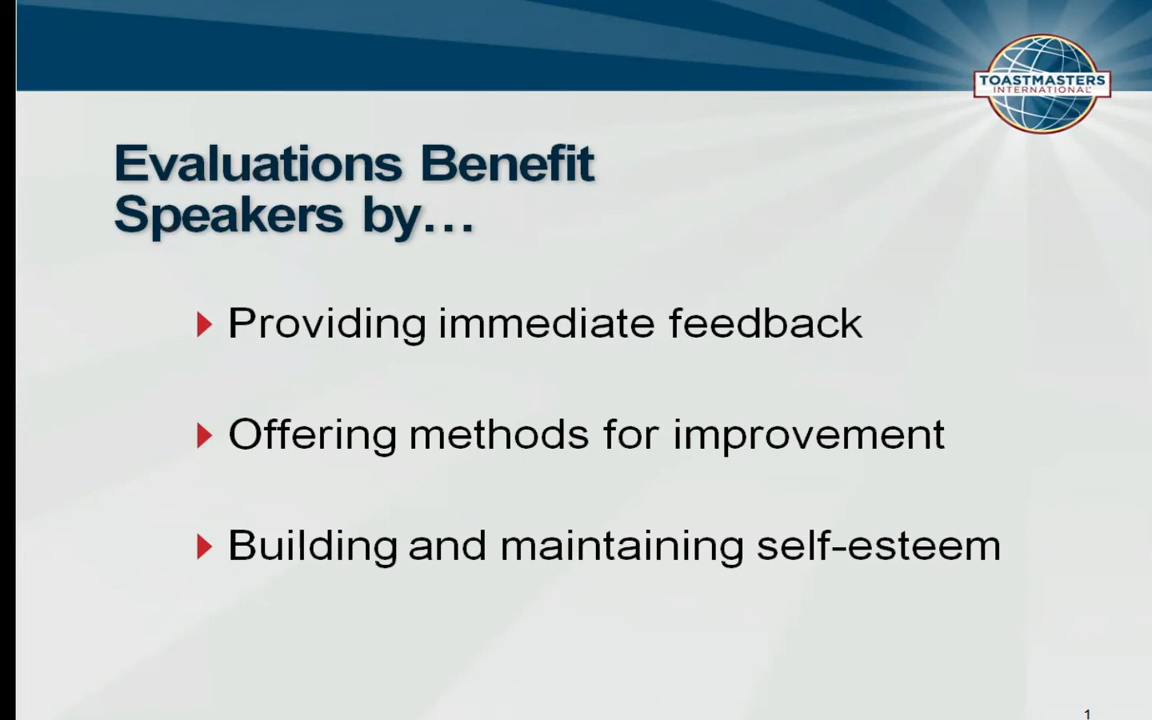 TOASTMASTERS
INTERNATIONAL
Evaluations Benefit
Speakers by…
Providing immediate feedback
Offering methods for improvement
Building and maintaining self-esteem
1